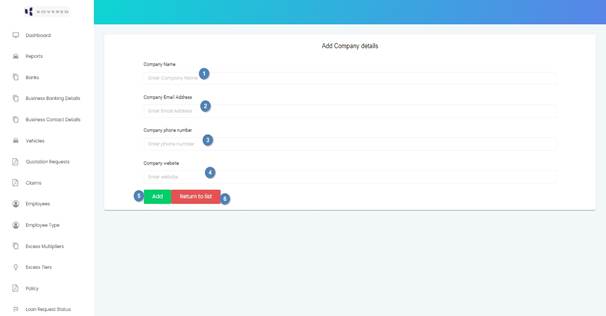 Dashboard
Reports
Banks
Business Banking Details
Business Contact Details
Vehicles
Quotation Requests
Claims
Employees
Employee Type
Excess Multipliers
Excess Tiers
Policy
Loan Request Status
Add Company details
Company Name
Enter Company Name 1
Company Email Address
Enter Email Address 2
Company phone number
Enter phone number 3
Company website
Enter website 4
5 Add Return to list 6